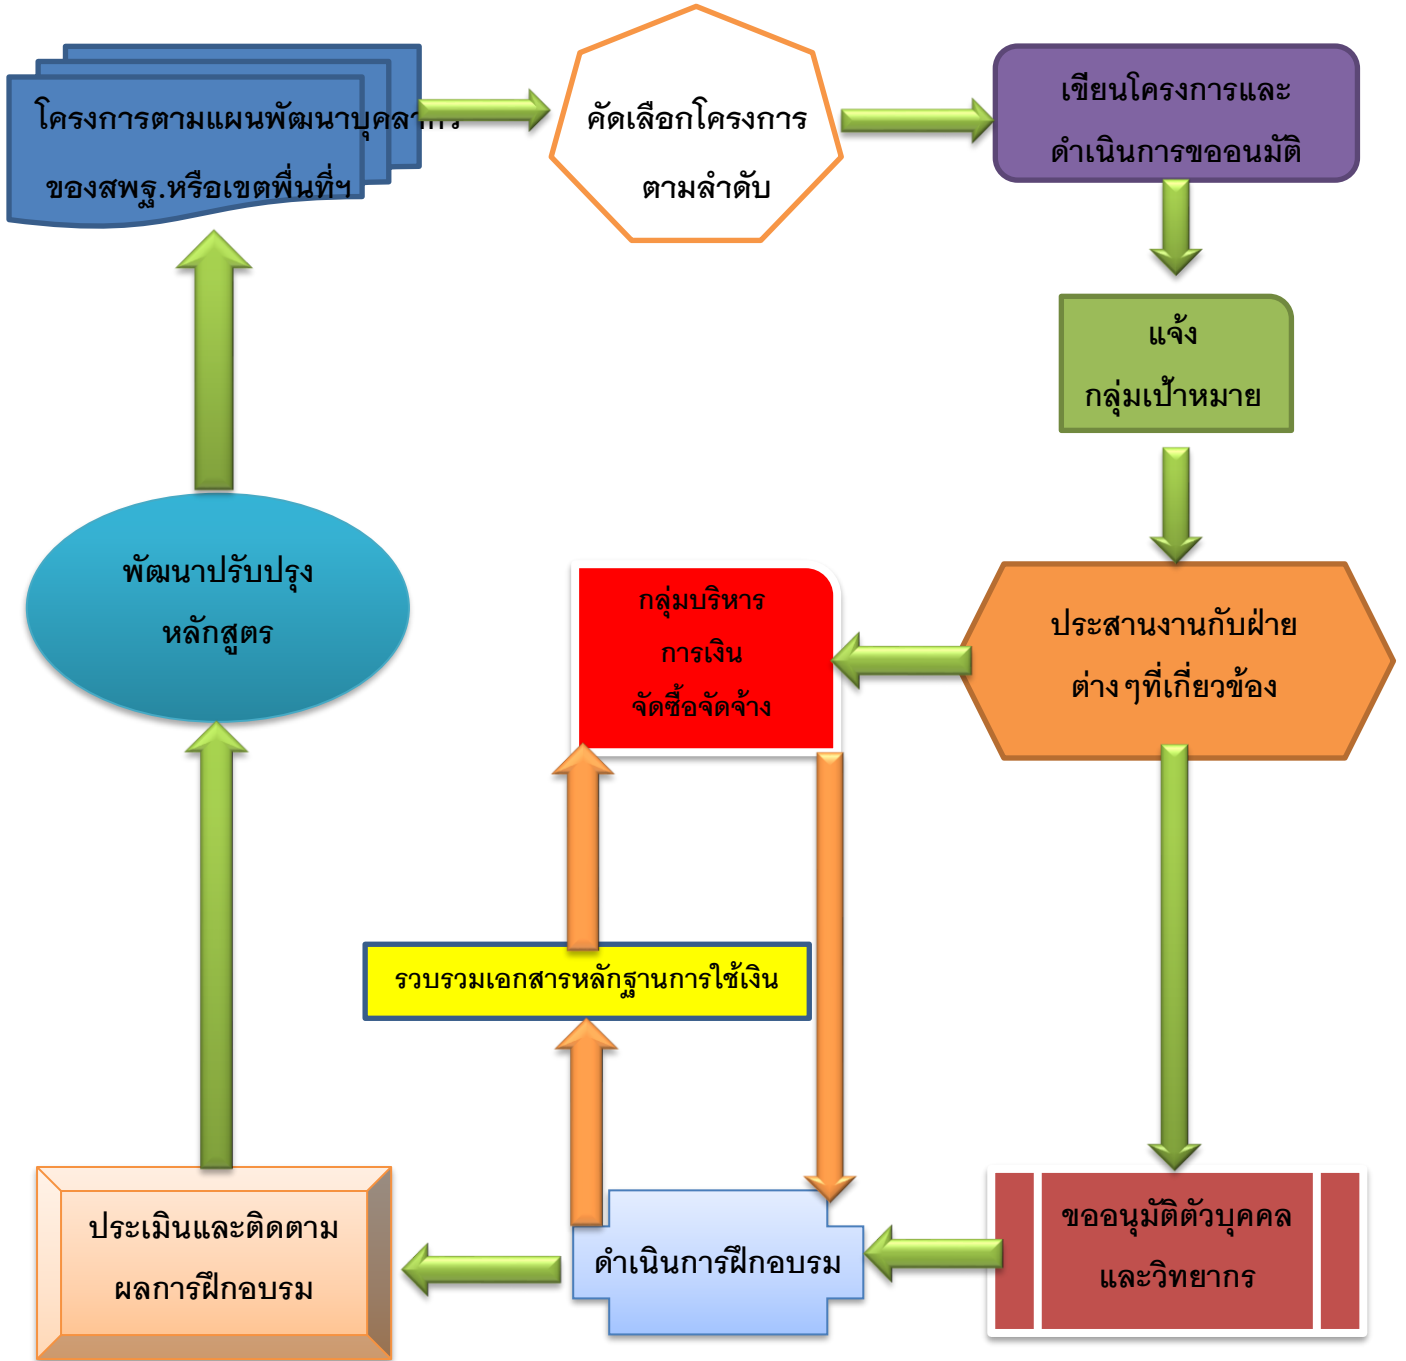 โครงการตามแผนพัฒนาบุคลากร
ของสพฐ.หรือเขตพื่นที่ฯ
คัดเลือกโครงการ
ตามลำดับ
เขียนโครงการและ
ดำเนินการขออนมัติ
แจ้ง
กลุ่มเป้าหมาย
พัฒนาปรับปรุง
หลักสูตร
กลุ่มบริหาร
การเงิน
จัดซื้อจัดจ้าง
ประสานงานกับฝ่าย
ต่างๆที่เกี่ยวข้อง
รวบรวมเอกสารหลักฐานการใช้เงิน
ประเมินและติดตาม
ผลการฝึกอบรม
ดำเนินการฝึกอบรม
ขออนุมัติตัวบุคคล
และวิทยากร